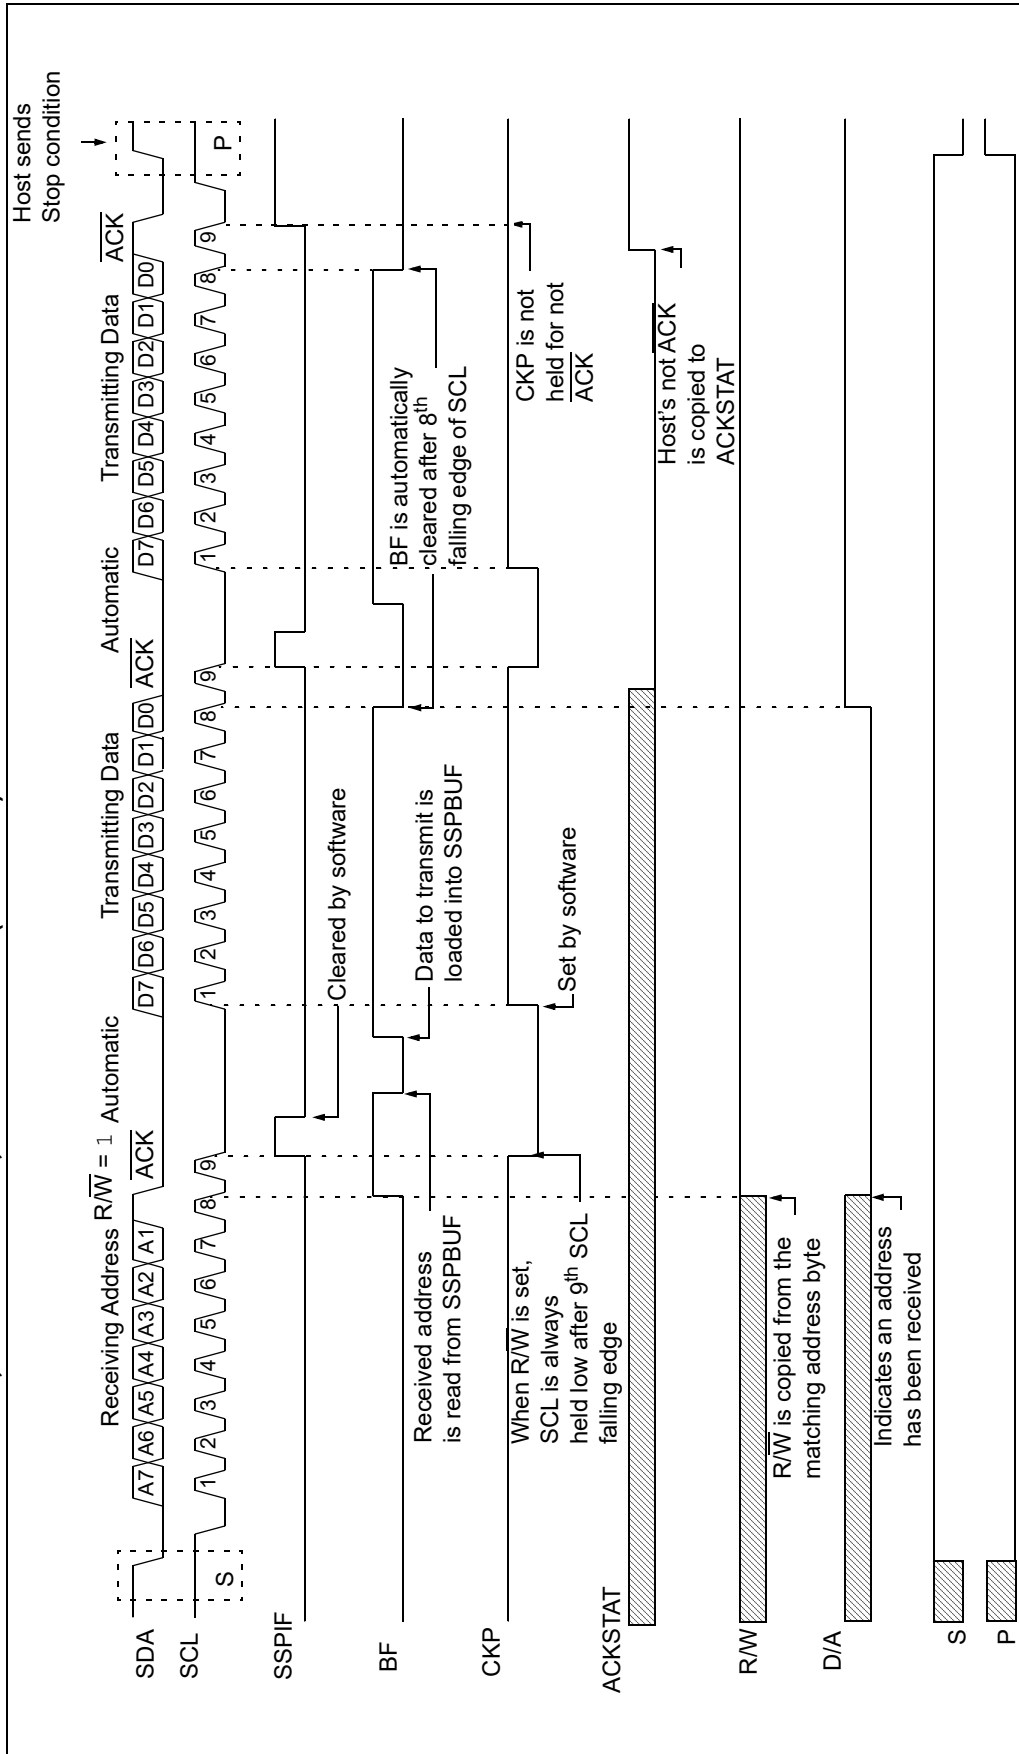 Host sends
Stop condition
Receiving Address R/W = 1 Automatic Transmitting Data Automatic Transmitting Data
ACK ACK ACK
SDA A7 A6 A5 A4 A3 A2 A1 D7 D6 D5 D4 D3 D2 D1 D0 D7 D6 D5 D4 D3 D2 D1 D0
SCL 1 2 3 4 5 6 7 8 9 1 2 3 4 5 6 7 8 9 1 2 3 4 5 6 7 8 9
S P
SSPIF
Cleared by software
BF
Received address
is read from SSPBUF
Data to transmit is
loaded into SSPBUF
BF is automatically
cleared after 8th
falling edge of SCL
CKP
When R/W is set,
SCL is always
held low after 9th SCL
falling edge
Set by software
CKP is not
held for not
ACK
ACKSTAT
Host's not ACK
is copied to
ACKSTAT
R/W
R/W is copied from the
matching address byte
D/A
Indicates an address
has been received
S
P